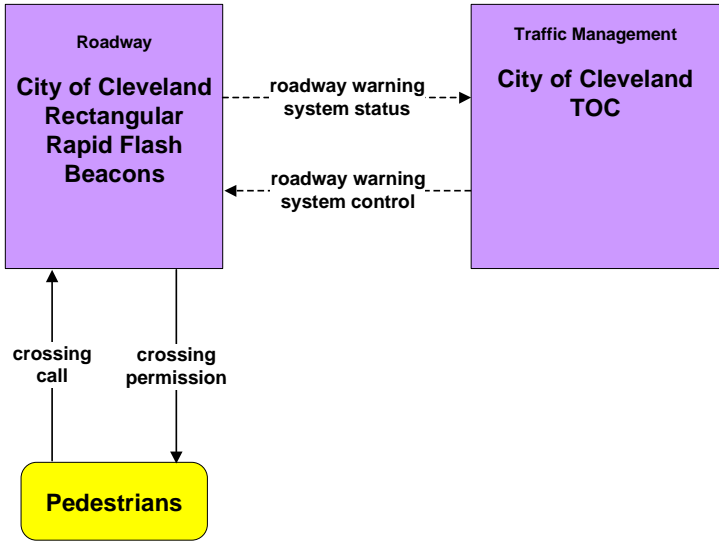 Roadway
City of Cleveland
Rectangular
Rapid Flash
Beacons
roadway warning
system status
Traffic Management
City of Cleveland
TOC
roadway warning
system control
crossing
call
crossing
permission
Pedestrians